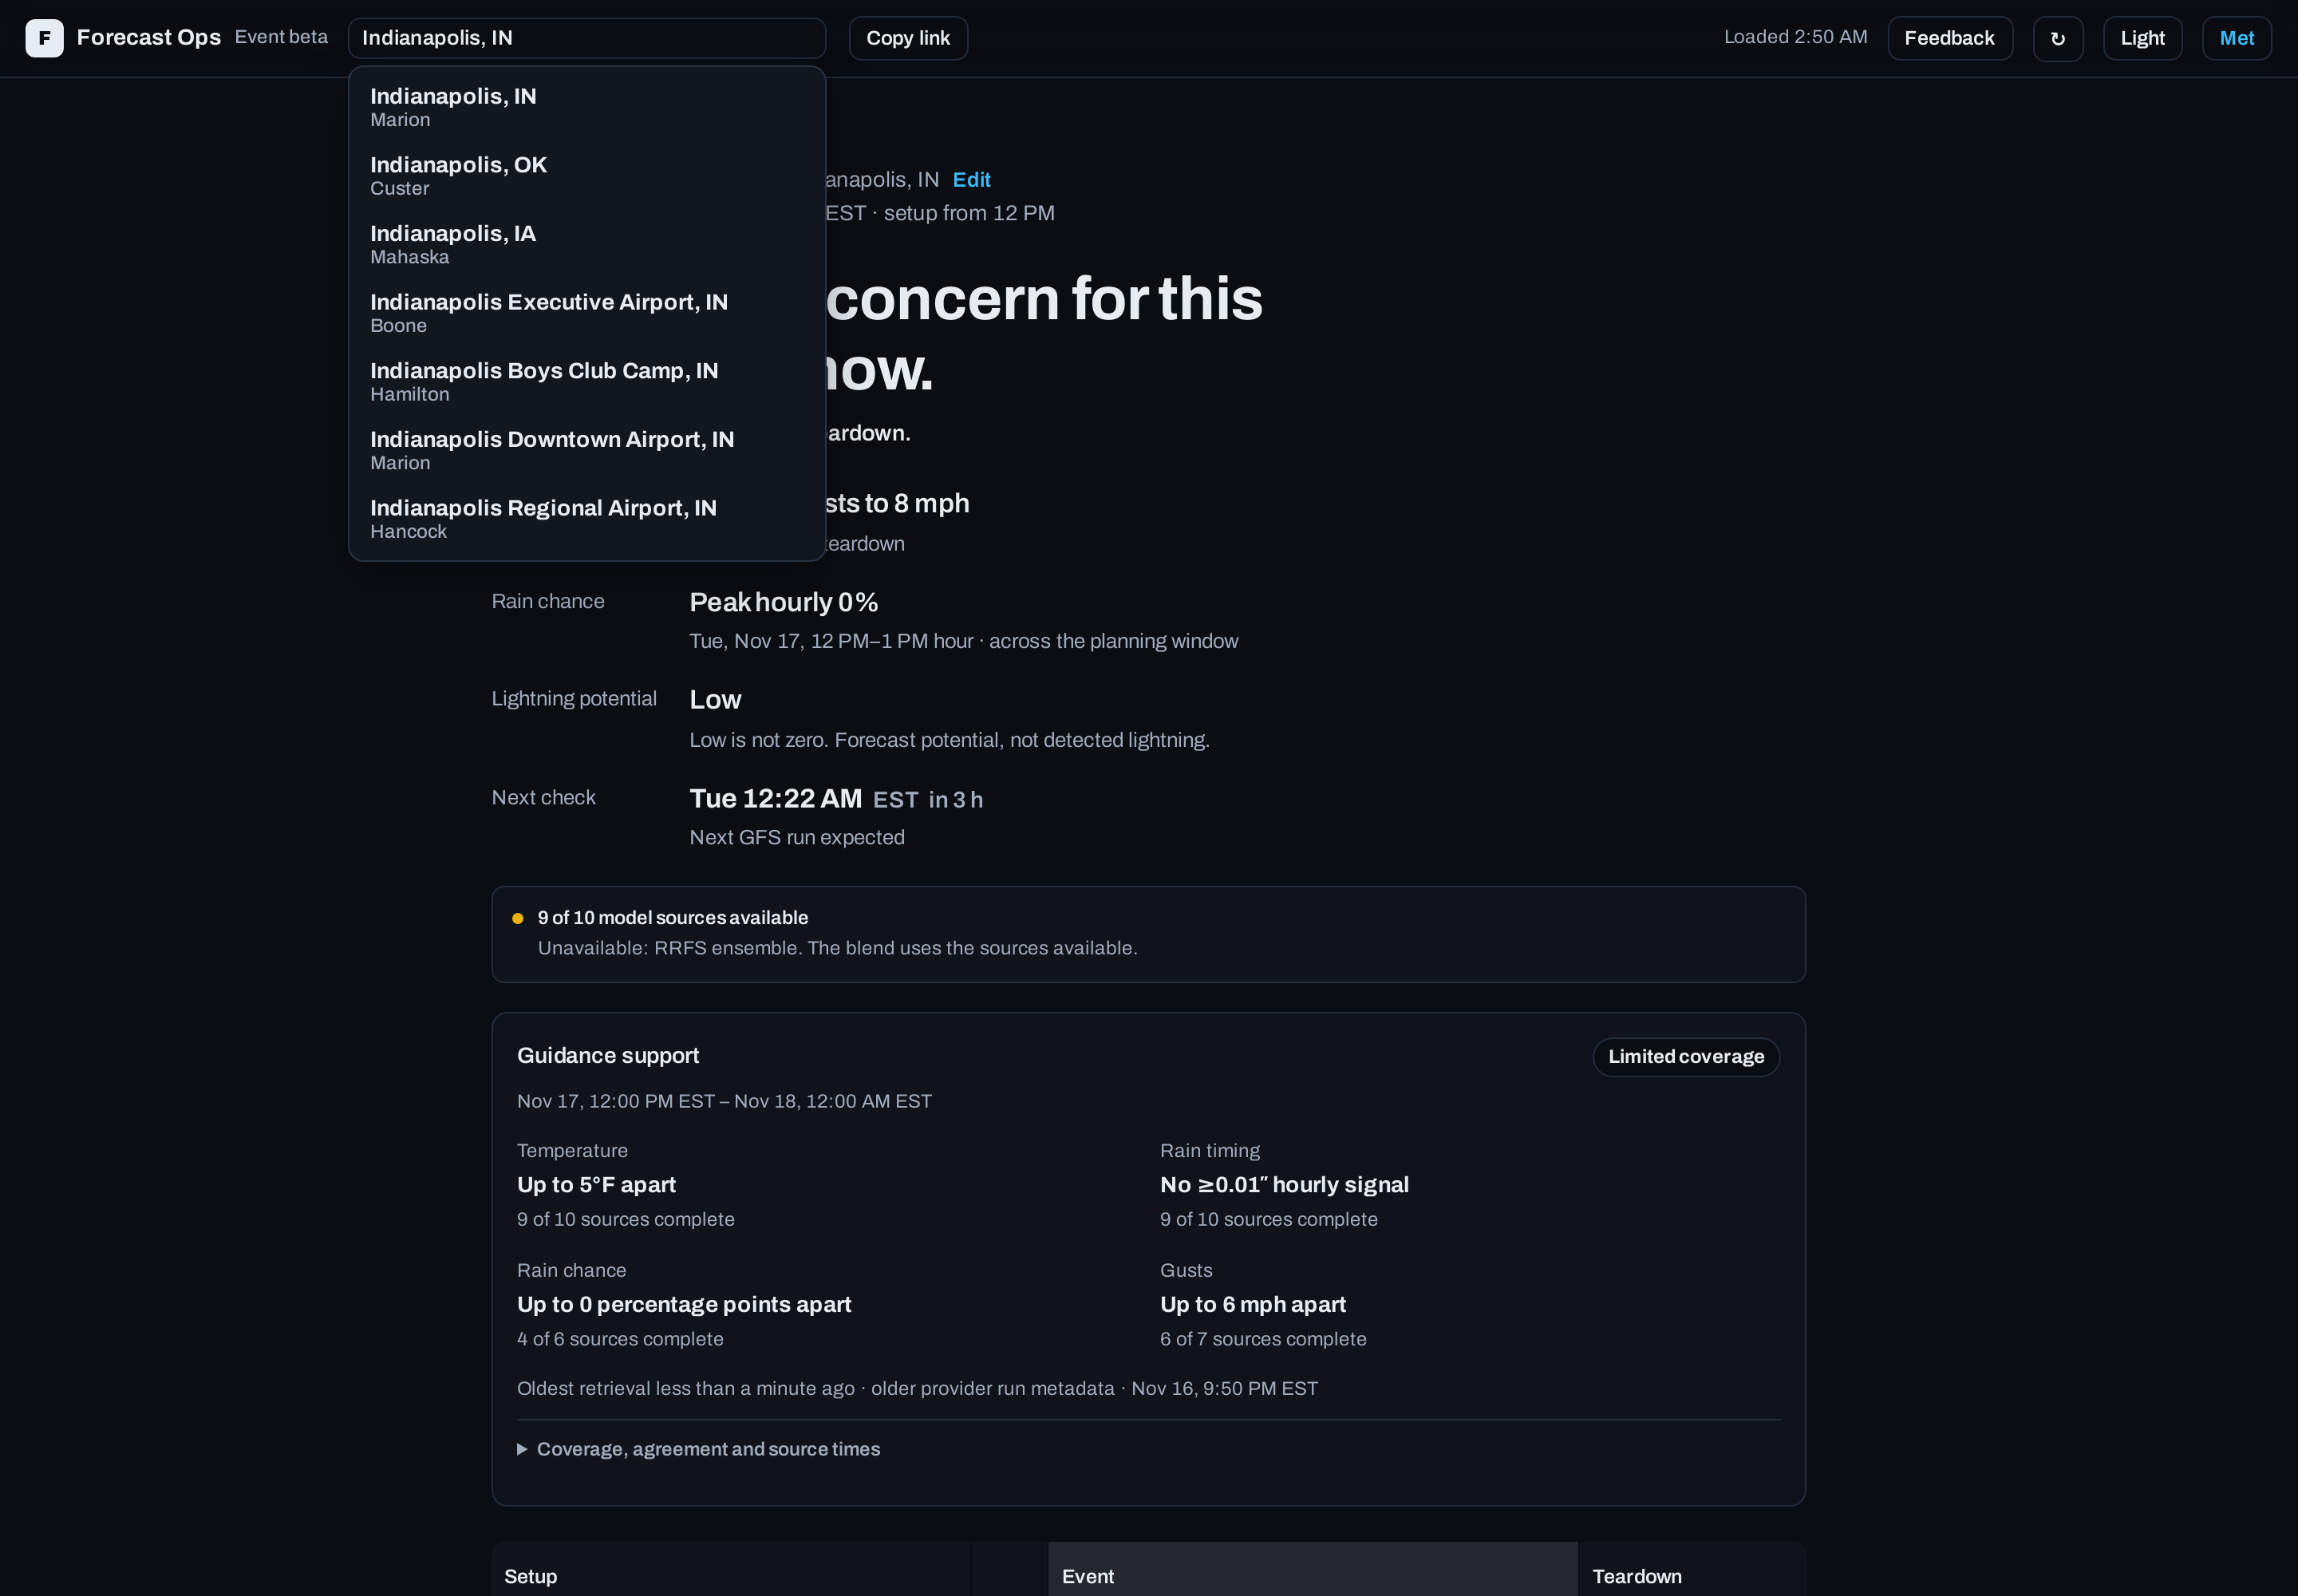 F Forecast Ops Event beta Indianapolis, IN Copy link Loaded 2:50 AM Feedback ↻ Light Met
Indianapolis, IN
Marion
Indianapolis, OK
Custer
Indianapolis, IA
Mahaska
Indianapolis Executive Airport, IN
Boone
Indianapolis Boys Club Camp, IN
Hamilton
Indianapolis Downtown Airport, IN
Marion
Indianapolis Regional Airport, IN
Hancock
anapolis, IN Edit
EST · setup from 12 PM
concern for this
now.
ardown.
sts to 8 mph
teardown
Rain chance Peak hourly 0%
Tue, Nov 17, 12 PM–1 PM hour · across the planning window
Lightning potential Low
Low is not zero. Forecast potential, not detected lightning.
Next check Tue 12:22 AM EST in 3 h
Next GFS run expected
9 of 10 model sources available
Unavailable: RRFS ensemble. The blend uses the sources available.
Guidance support Limited coverage
Nov 17, 12:00 PM EST – Nov 18, 12:00 AM EST
Temperature
Up to 5°F apart
9 of 10 sources complete
Rain timing
No ≥0.01″ hourly signal
9 of 10 sources complete
Rain chance
Up to 0 percentage points apart
4 of 6 sources complete
Gusts
Up to 6 mph apart
6 of 7 sources complete
Oldest retrieval less than a minute ago · older provider run metadata · Nov 16, 9:50 PM EST
▶ Coverage, agreement and source times
Setup Event Teardown